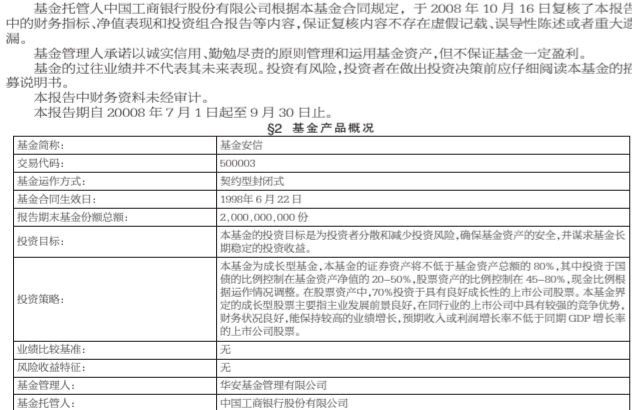 基金托管人中国工商银行股份有限公司根据本基金合同规定，于 2008 年 10 月 16 日复核了本报告
中的财务指标、净值表现和投资组合报告等内容，保证复核内容不存在虚假记载、误导性陈述或者重大遗
漏。
基金管理人承诺以诚实信用、勤勉尽责的原则管理和运用基金资产，但不保证基金一定盈利。
基金的过往业绩并不代表其未来表现。投资有风险，投资者在做出投资决策前应仔细阅读本基金的招
募说明书。
本报告中财务资料未经审计。
本报告期自 20008 年 7 月 1 日起至 9 月 30 日止。
§2 基金产品概况
基金简称： 基金安信
交易代码： 500003
基金运作方式： 契约型封闭式
基金合同生效日： 1998年 6 月 22 日
报告期末基金份额总额： 2,000,000,000 份
投资目标： 本基金的投资目标是为投资者分散和减少投资风险，确保基金资产的安全，并谋求基金长
期稳定的投资收益。
投资策略： 本基金为成长型基金，本基金的证券资产将不低于基金资产总额的 80%，其中投资于国
债的比例控制在基金资产净值的 20-50%，股票资产的比例控制在 45-80%，现金比例根
据运作情况调整。在股票资产中，70%投资于具有良好成长性的上市公司股票。本基金界
定的成长型股票主要指主业发展前景良好，在同行业的上市公司中具有较强的竞争优势，
财务状况良好，能保持较高的业绩增长，预期收入或利润增长率不低于同期 GDP 增长率
的上市公司股票。
业绩比较基准： 无
风险收益特征： 无
基金管理人： 华安基金管理有限公司
基金托管人： 中国工商银行股份有限公司